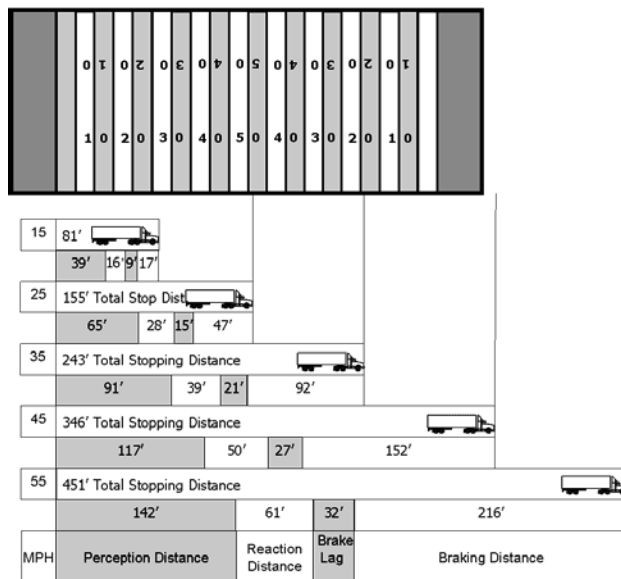 0 1 0 2 0 3 0 4 0 5 0 4 0 3 0 2 0 1
1 0 2 0 3 0 4 0 5 0 4 0 3 0 2 0 1 0
15 81′
39′ 16′ 9′ 17′
25 155′ Total Stop Dist
65′ 28′ 15′ 47′
35 243′ Total Stopping Distance
91′ 39′ 21′ 92′
45 346′ Total Stopping Distance
117′ 50′ 27′ 152′
55 451′ Total Stopping Distance
142′ 61′ 32′ 216′
MPH Perception Distance Reaction Distance Brake Lag Braking Distance